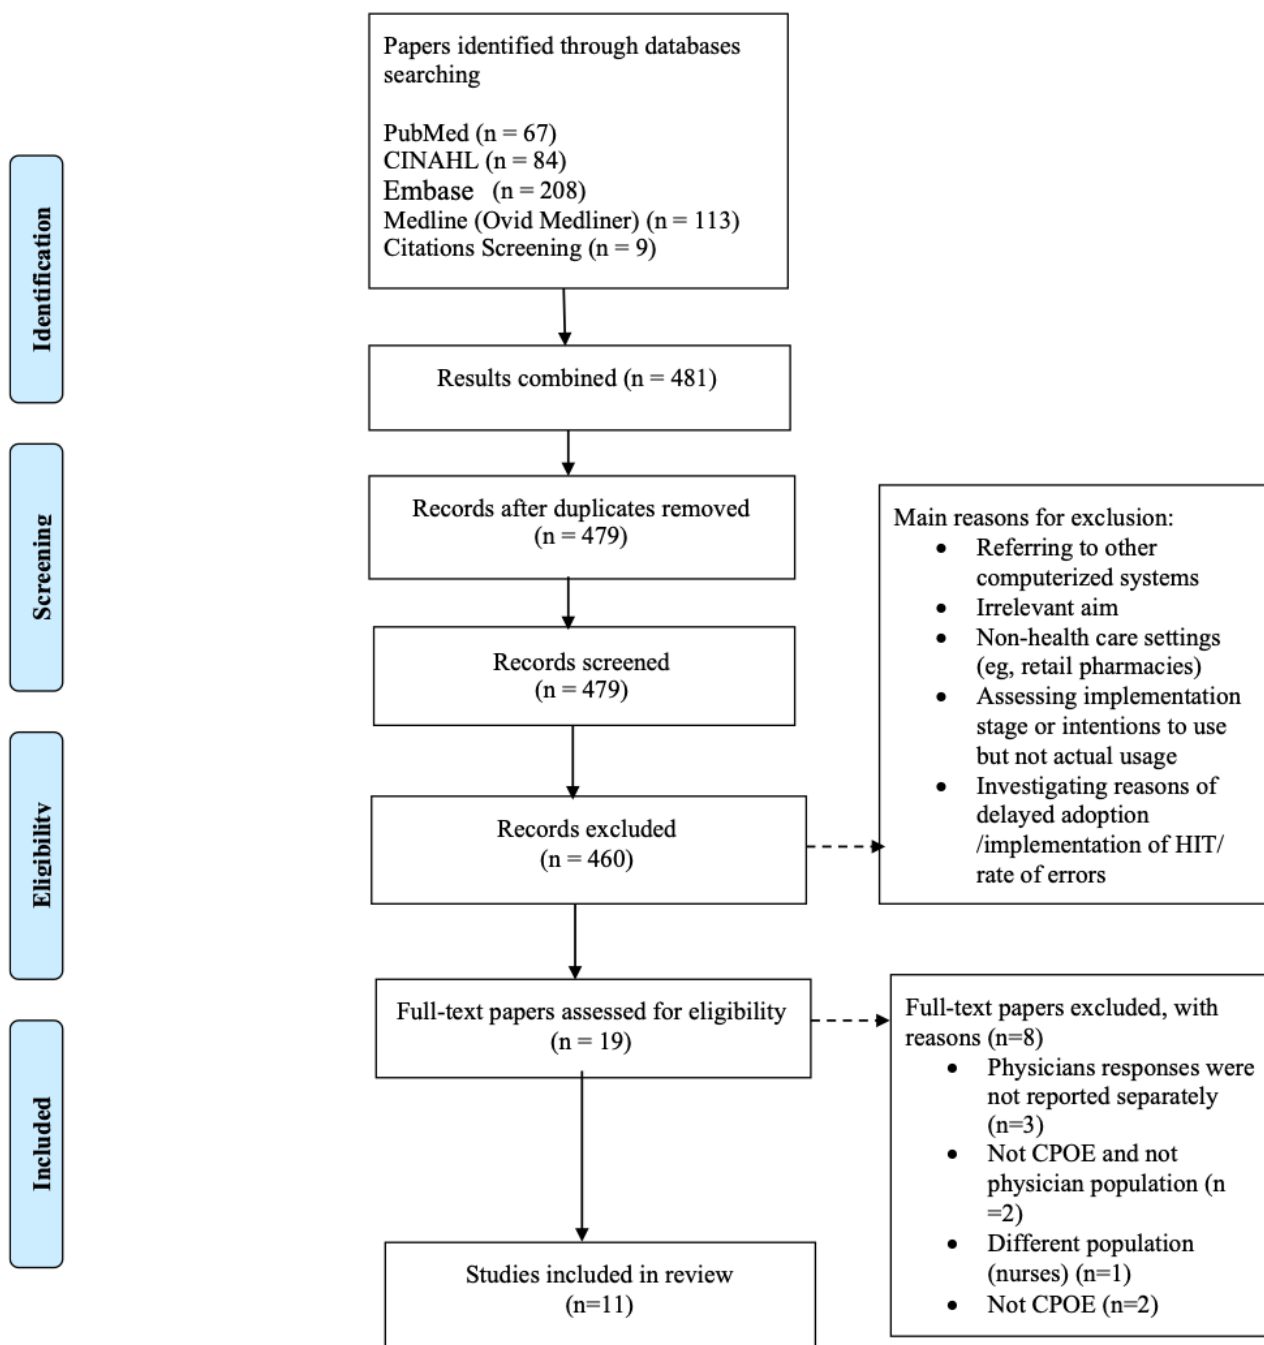 Papers identified through databases
searching
PubMed (n = 67)
CINAHL (n = 84)
Embase (n = 208)
Medline (Ovid Medliner) (n = 113)
Citations Screening (n = 9)
Identification
Results combined (n = 481)
Screening
Records after duplicates removed
(n = 479)
Records screened
(n = 479)
Main reasons for exclusion:
• Referring to other
computerized systems
• Irrelevant aim
• Non-health care settings
(eg, retail pharmacies)
• Assessing implementation
stage or intentions to use
but not actual usage
• Investigating reasons of
delayed adoption
/implementation of HIT/
rate of errors
Eligibility
Records excluded
(n = 460)
Full-text papers assessed for eligibility
(n = 19)
Full-text papers excluded, with
reasons (n=8)
• Physicians responses were
not reported separately
(n=3)
• Not CPOE and not
physician population (n
=2)
• Different population
(nurses) (n=1)
• Not CPOE (n=2)
Included
Studies included in review
(n=11)